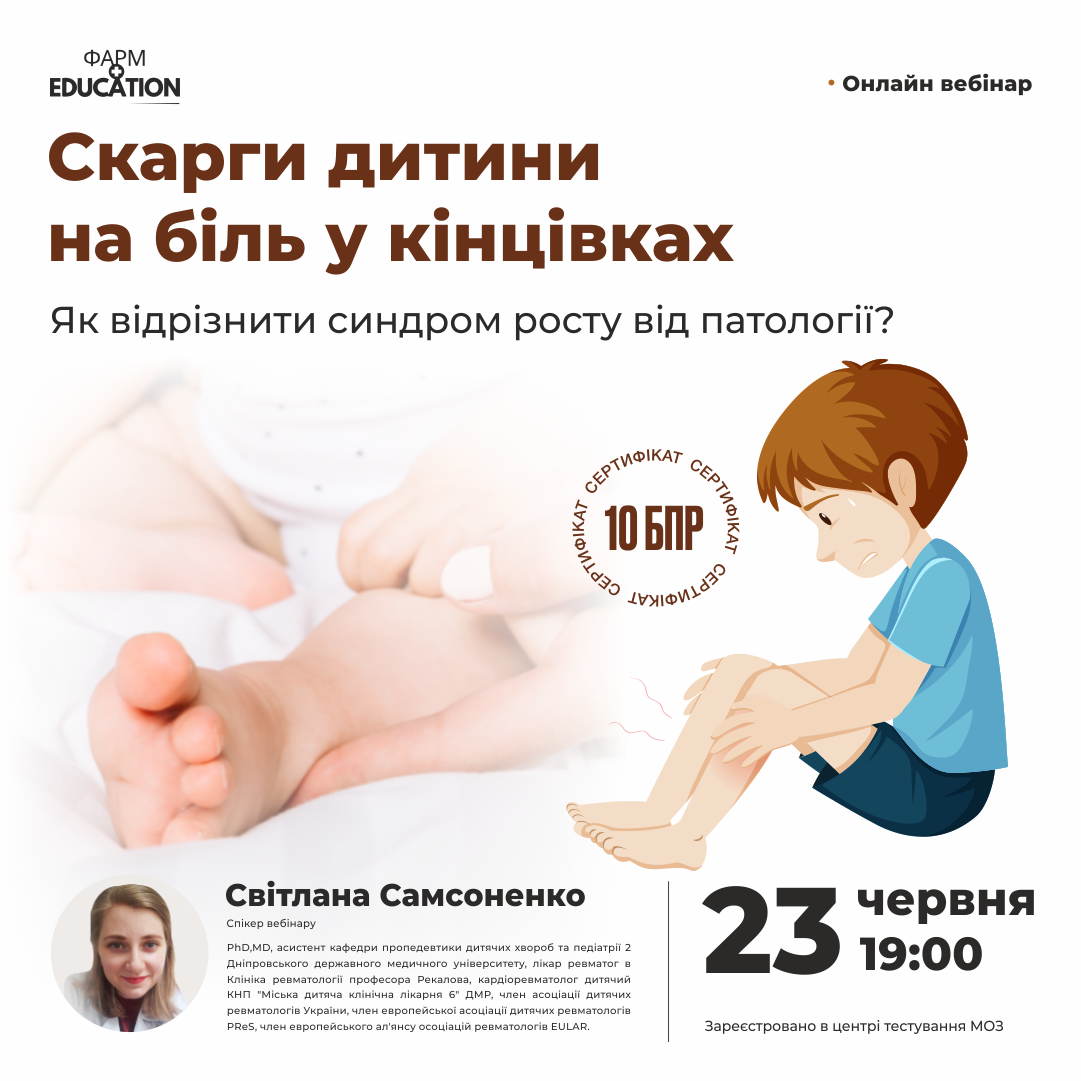 ФАРМ
EDUCATION
• Онлайн вебінар
Скарги дитини
на біль у кінцівках
Як відрізнити синдром росту від патології?
СЕРТИФІКАТ СЕРТИФІКАТ СЕРТИФІКАТ СЕРТИФІКАТ СЕРТИФІКАТ
10 БПР
Світлана Самсоненко
Спікер вебінару
PhD,MD, асистент кафедри пропедевтики дитячих хвороб та педіатрії 2
Дніпровського державного медичного університету, лікар ревматог в
Клініка ревматології професора Рекалова, кардіоревматолог дитячий
КНП "Міська дитяча клінічна лікарня 6" ДМР, член асоціації дитячих
ревматологів України, член європейської асоціації дитячих ревматологів
PReS, член європейського ал'янсу осоціацій ревматологів EULAR.
23 червня
19:00
Зареєстровано в центрі тестування МОЗ